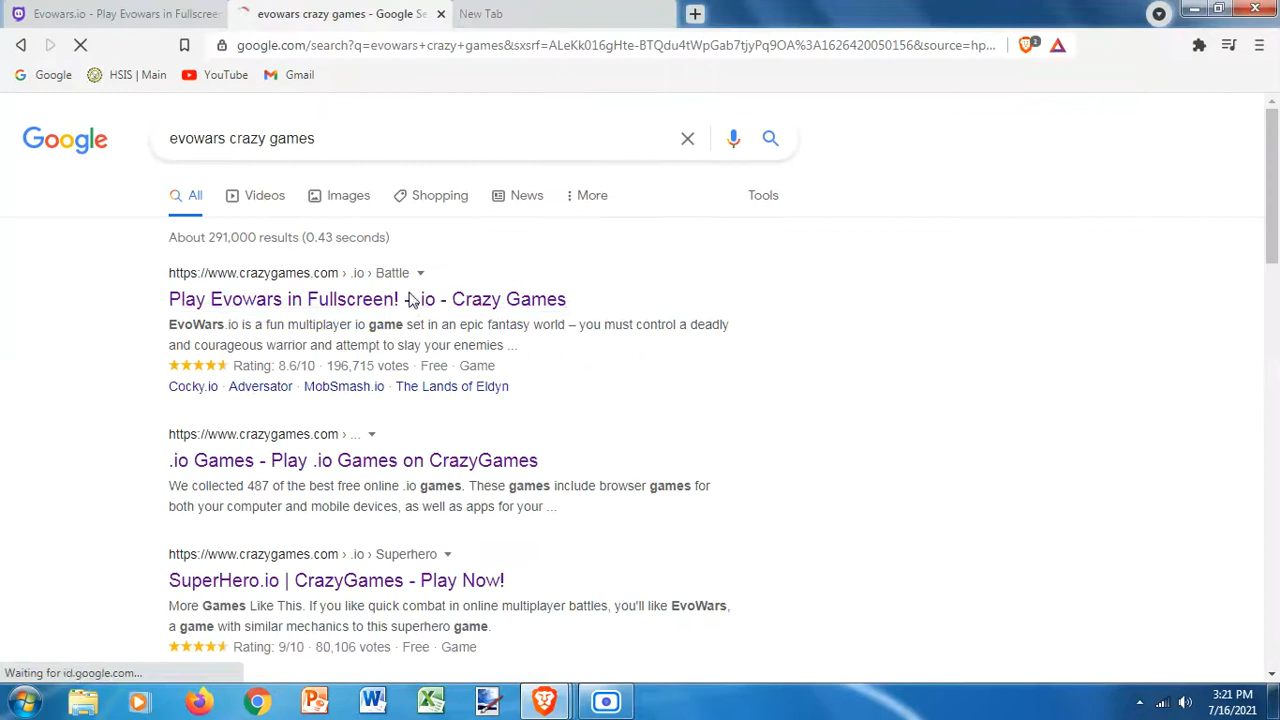 Evowars.io - Play Evowars in Fullscreen
evowars crazy games - Google Se
New Tab
google.com/search?q=evowars+crazy+games&sxsrf=ALeKk016gHte-BTQdu4tWpGab7tjyPq9OA%3A1626420050156&source=hp...
2
Google
HSIS | Main
YouTube
Gmail
Google
evowars crazy games
All
Videos
Images
Shopping
News
More
Tools
About 291,000 results (0.43 seconds)
https://www.crazygames.com › .io › Battle
Play Evowars in Fullscreen! - .io - Crazy Games
EvoWars.io is a fun multiplayer io game set in an epic fantasy world – you must control a deadly
and courageous warrior and attempt to slay your enemies ...
Rating: 8.6/10 · 196,715 votes · Free · Game
Cocky.io · Adversator · MobSmash.io · The Lands of Eldyn
https://www.crazygames.com › ...
.io Games - Play .io Games on CrazyGames
We collected 487 of the best free online .io games. These games include browser games for
both your computer and mobile devices, as well as apps for your ...
https://www.crazygames.com › .io › Superhero
SuperHero.io | CrazyGames - Play Now!
More Games Like This. If you like quick combat in online multiplayer battles, you'll like EvoWars,
a game with similar mechanics to this superhero game.
Rating: 9/10 · 80,106 votes · Free · Game
Waiting for id.google.com...
3:21 PM
7/16/2021